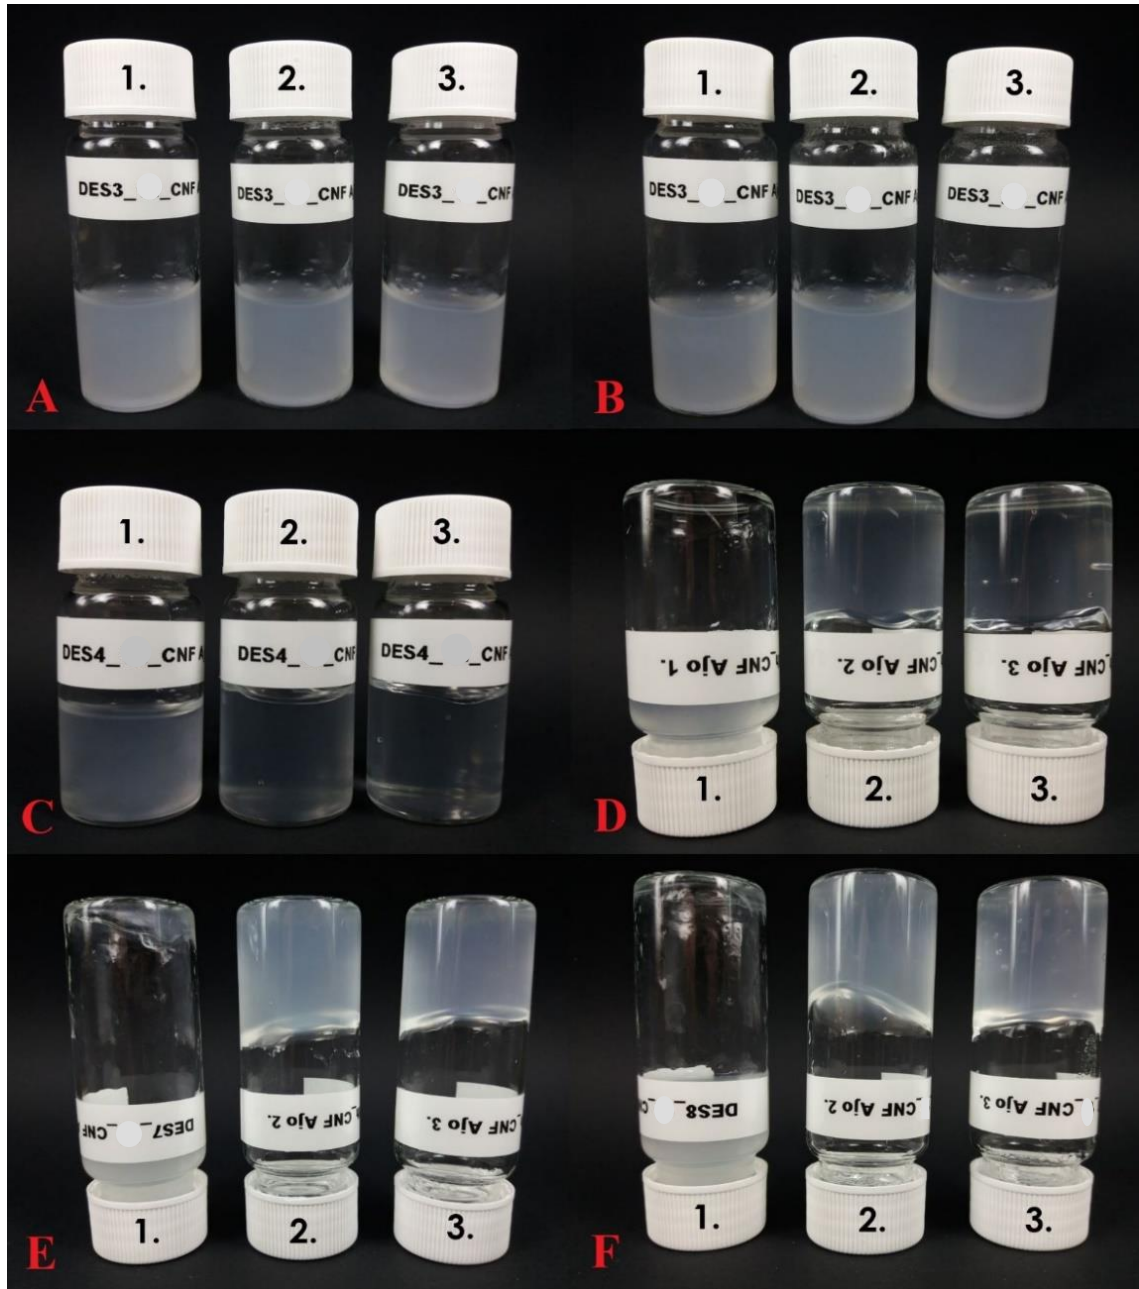 1. 2. 3.
DES3_ _CNF A DES3_ _CNF A DES3_ _CNF
A
1. 2. 3.
DES3_ _CNF A DES3_ _CNF A DES3_ _CNF
B
1. 2. 3.
DES4_ _CNF A DES4_ _CNF DES4_ _CNF
C
_CNF Ajo 1. _CNF Ajo 2. _CNF Ajo 3.
1. 2. 3.
D
DES7_ _CNF _CNF Ajo 2. _CNF Ajo 3.
1. 2. 3.
E
DES8_ _CNF Ajo 2. _CNF Ajo 3.
1. 2. 3.
F